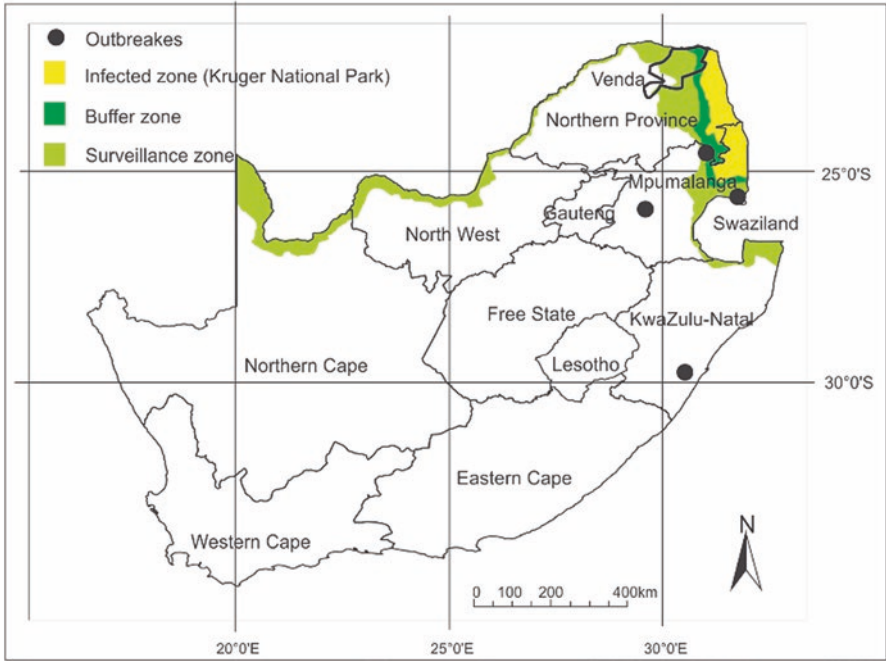 Outbreakes
Infected zone (Kruger National Park)
Buffer zone
Surveillance zone
Venda
Northern Province
25°0'S
Mpumalanga
Gauteng
Swaziland
North West
Free State
KwaZulu-Natal
Northern Cape
Lesotho
30°0'S
Eastern Cape
Western Cape
N
0 100 200 400km
20°0'E 25°0'E 30°0'E